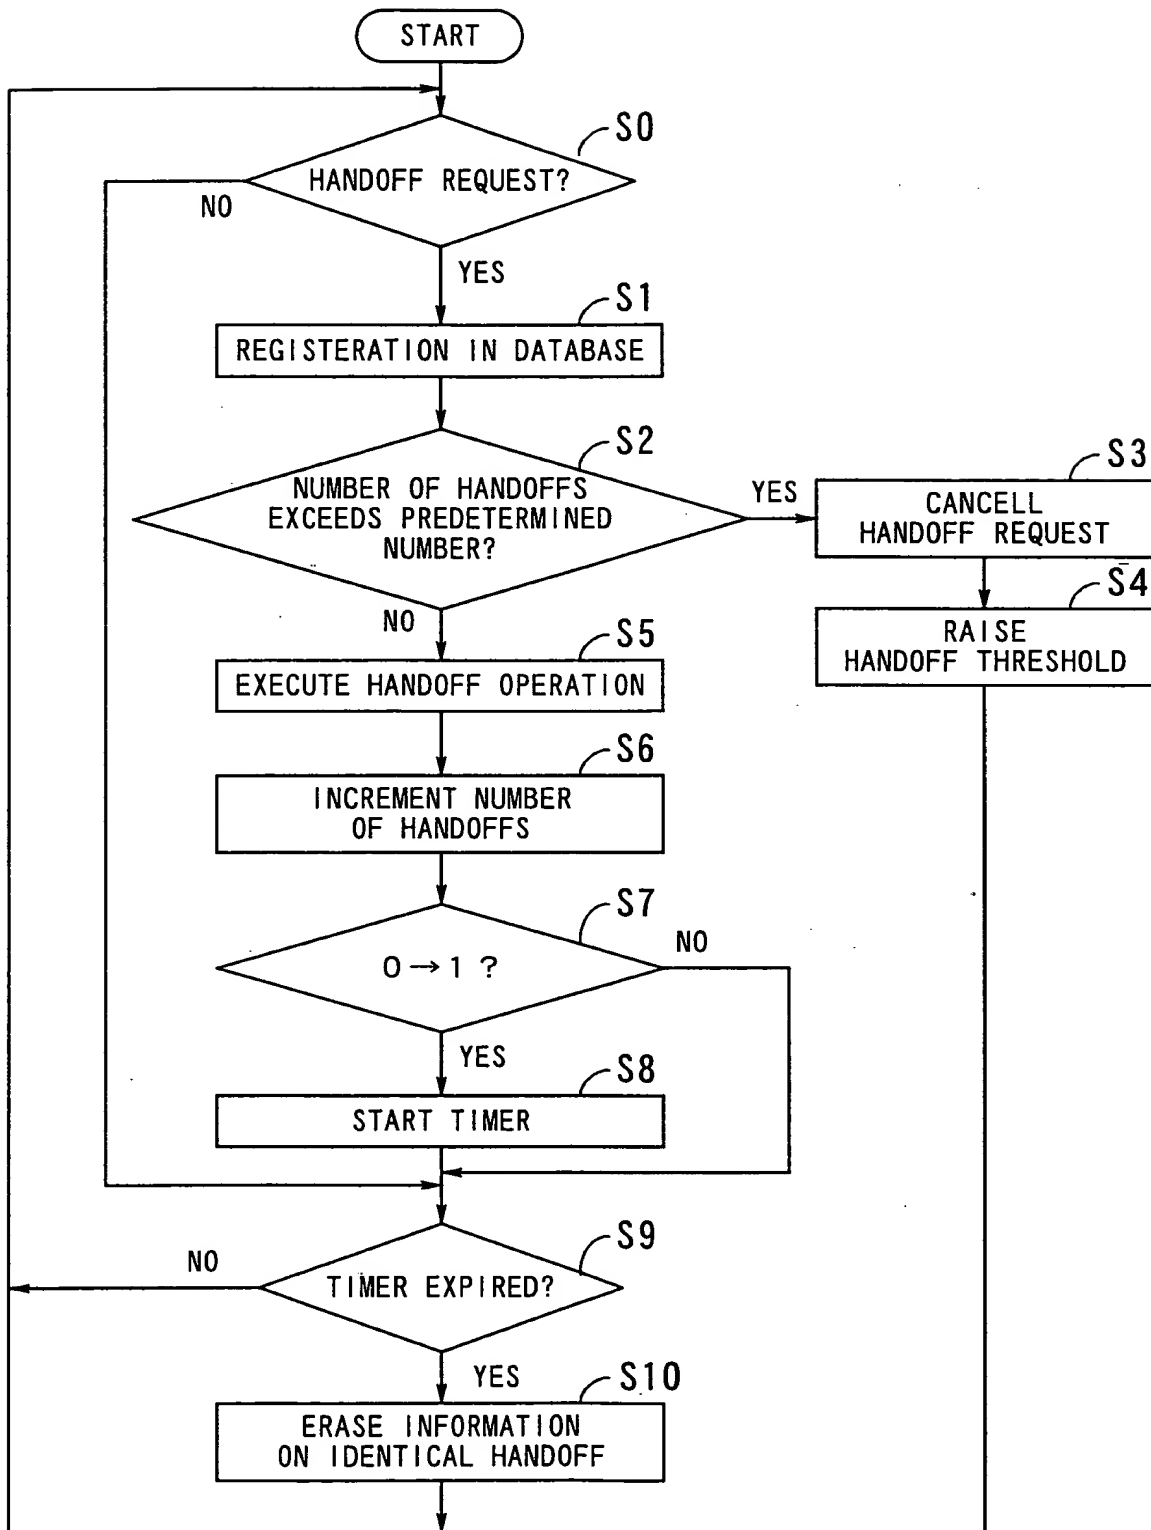 START
S0
HANDOFF REQUEST?
NO
YES
S1
REGISTERATION IN DATABASE
S2
NUMBER OF HANDOFFS
EXCEEDS PREDETERMINED
NUMBER?
YES
S3
CANCELL
HANDOFF REQUEST
S4
RAISE
HANDOFF THRESHOLD
NO
S5
EXECUTE HANDOFF OPERATION
S6
INCREMENT NUMBER
OF HANDOFFS
S7
0→1 ?
NO
YES
S8
START TIMER
S9
TIMER EXPIRED?
NO
YES
S10
ERASE INFORMATION
ON IDENTICAL HANDOFF